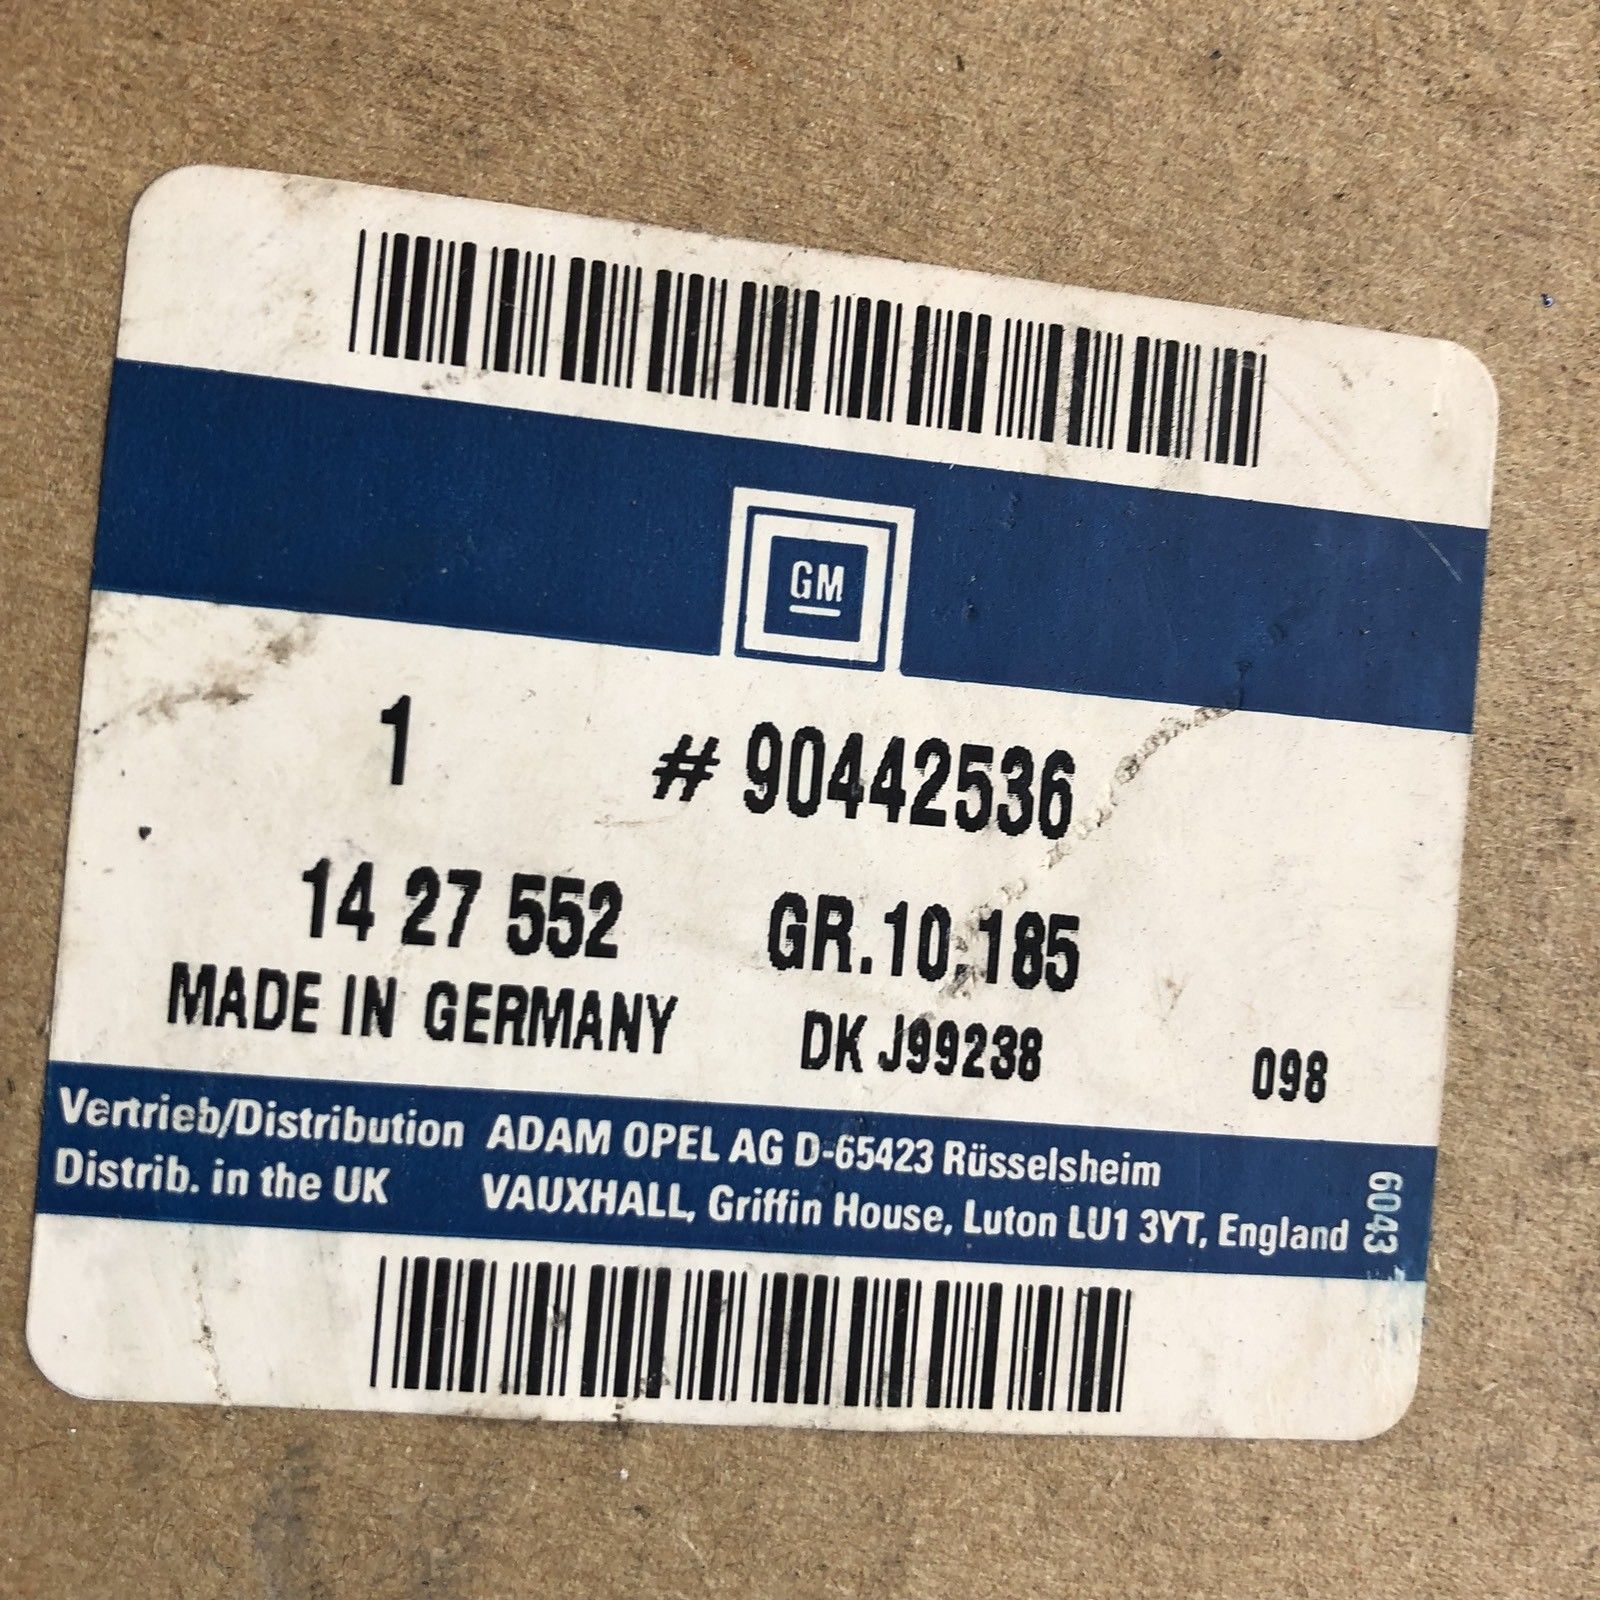 GM
1 # 90442536
14 27 552 GR.10.185
MADE IN GERMANY DK J99238 098
Vertrieb/Distribution ADAM OPEL AG D-65423 Rüsselsheim
Distrib. in the UK VAUXHALL, Griffin House, Luton LU1 3YT, England
6043